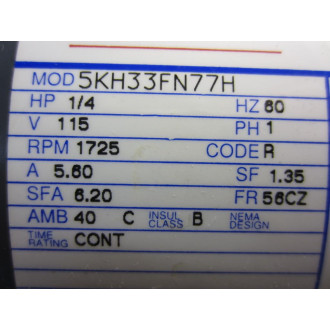 MOD 5KH33FN77H
HP 1/4 HZ 60
V 115 PH 1
RPM 1725 CODE R
A 5.60 SF 1.35
SFA 6.20 FR 56CZ
AMB 40 C INSUL CLASS B NEMA DESIGN
TIME RATING CONT